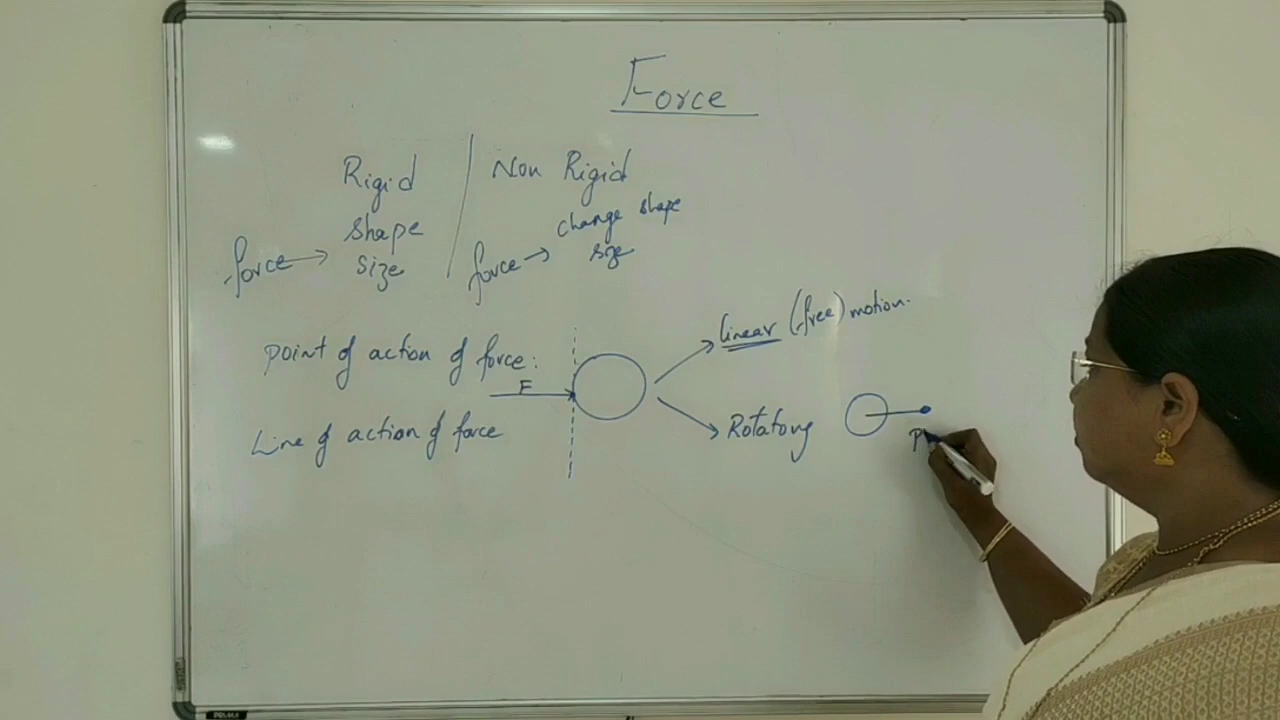 Force
Rigid
shape
force → size
Non Rigid
change shape
force → size
point of action of force:
F
Line of action of force
linear (free) motion.
Rotatory
P